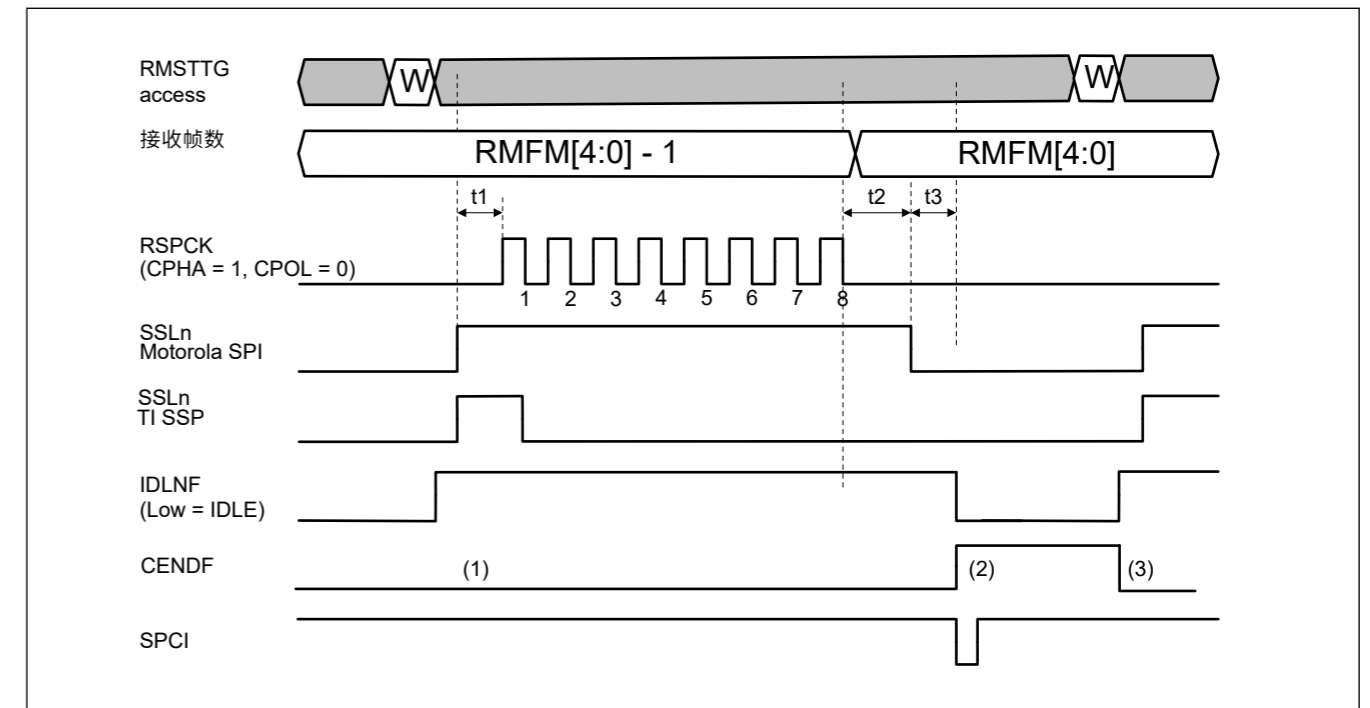 RMSTTG
access
W
W
接收帧数
RMFM[4:0] - 1
RMFM[4:0]
t1
t2
t3
RSPCK
(CPHA = 1, CPOL = 0)
1 2 3 4 5 6 7 8
SSLn
Motorola SPI
SSLn
TI SSP
IDLNF
(Low = IDLE)
CENDF
(1)
(2)
(3)
SPCI